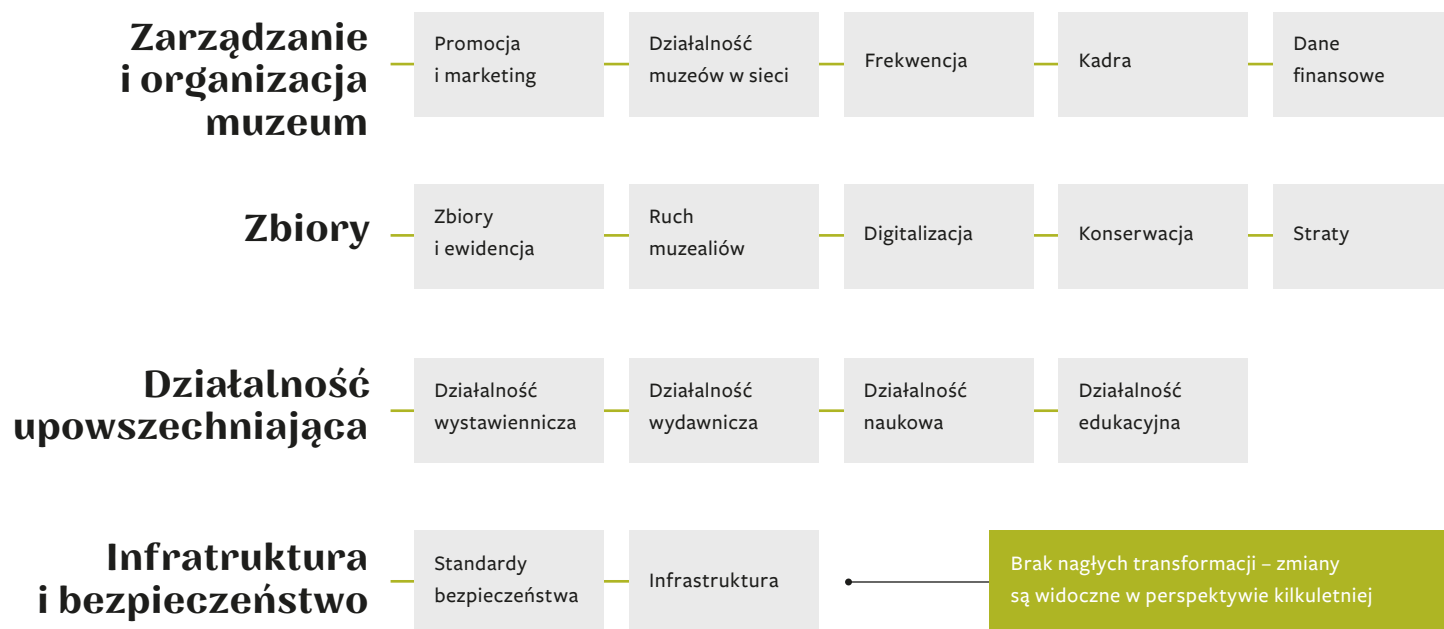 Zarządzanie
i organizacja
muzeum
Promocja
i marketing
Działalność
muzeów w sieci
Frekwencja
Kadra
Dane
finansowe
Zbiory
Zbiory
i ewidencja
Ruch
muzealiów
Digitalizacja
Konserwacja
Straty
Działalność
upowszechniająca
Działalność
wystawiennicza
Działalność
wydawnicza
Działalność
naukowa
Działalność
edukacyjna
Infratruktura
i bezpieczeństwo
Standardy
bezpieczeństwa
Infrastruktura
Brak nagłych transformacji – zmiany
są widoczne w perspektywie kilkuletniej